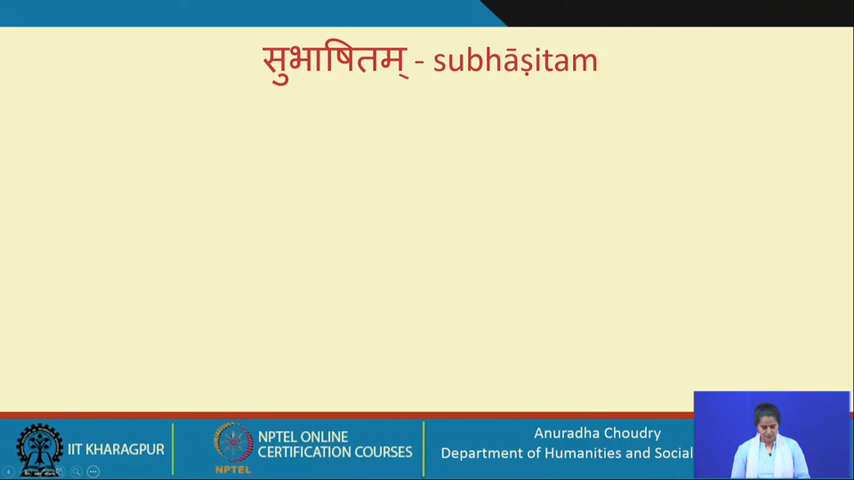 सुभाषितम् - subhāṣitam
IIT KHARAGPUR
NPTEL
NPTEL ONLINE
CERTIFICATION COURSES
Anuradha Choudry
Department of Humanities and Social